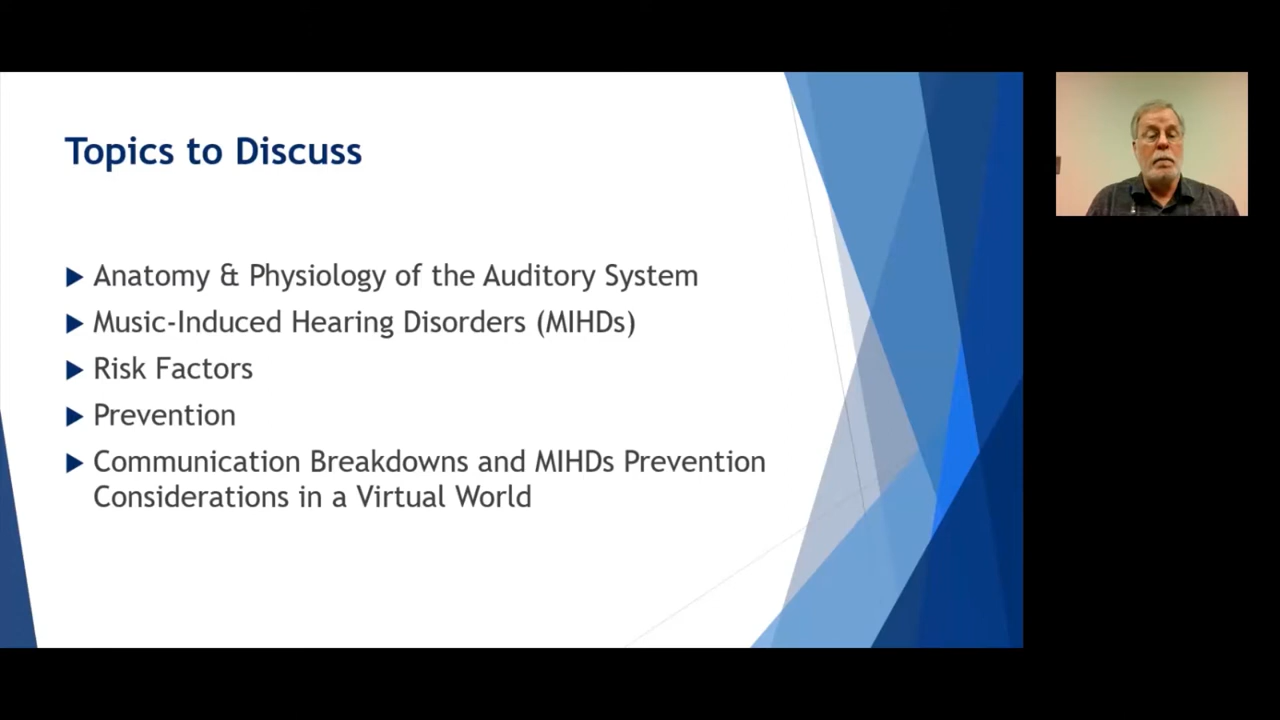 Topics to Discuss
Anatomy & Physiology of the Auditory System
Music-Induced Hearing Disorders (MIHDs)
Risk Factors
Prevention
Communication Breakdowns and MIHDs Prevention
Considerations in a Virtual World